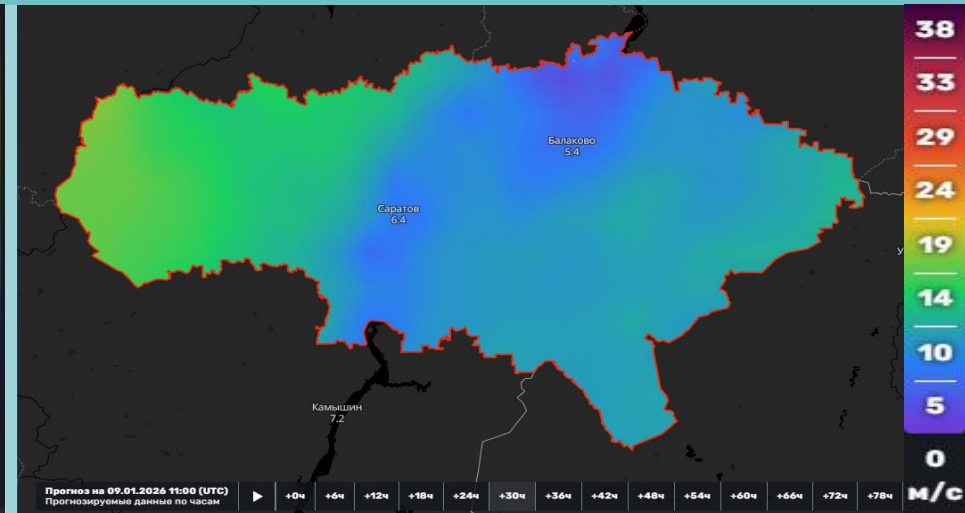 38
33
29
24
19
14
10
5
0
м/с
Балаково
5.4
Саратов
6.4
У
Камышин
7.2
Прогноз на 09.01.2026 11:00 (UTC)
Прогнозируемые данные по часам
+0ч +6ч +12ч +18ч +24ч +30ч +36ч +42ч +48ч +54ч +60ч +66ч +72ч +78ч